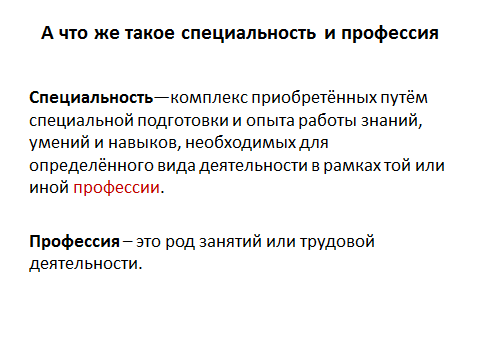 А что же такое специальность и профессия
Специальность—комплекс приобретённых путём
специальной подготовки и опыта работы знаний,
умений и навыков, необходимых для
определённого вида деятельности в рамках той или
иной профессии.
Профессия – это род занятий или трудовой
деятельности.